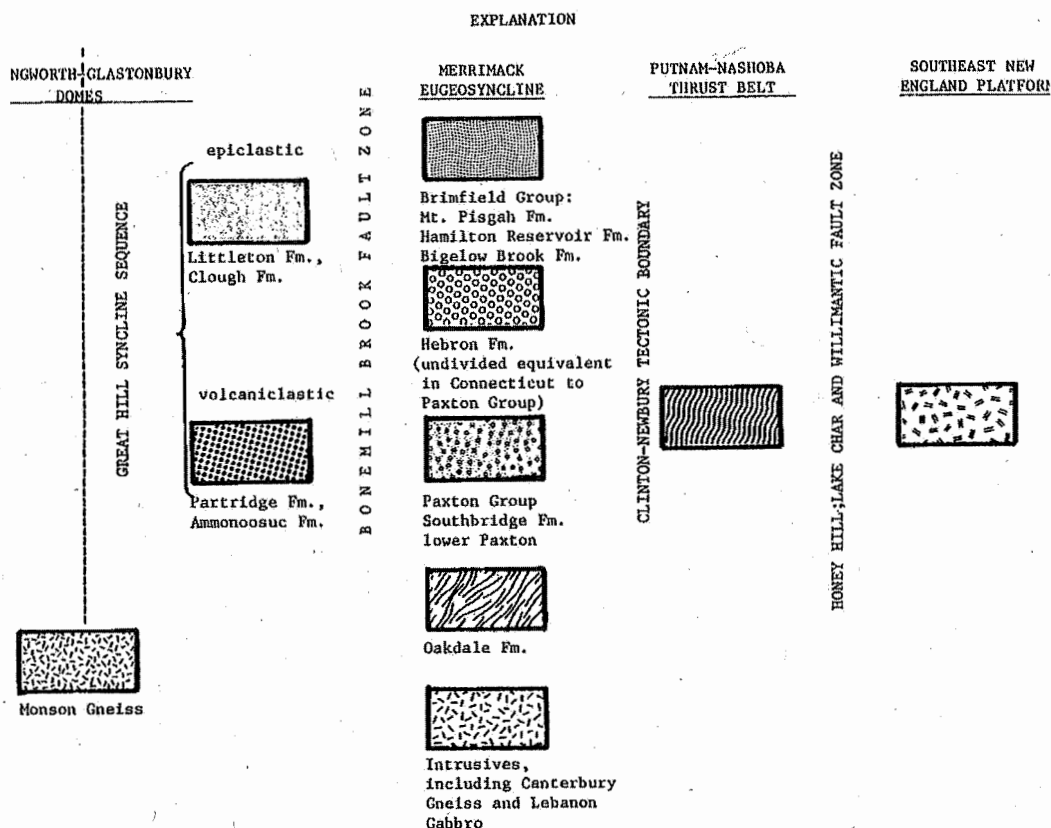 EXPLANATION
NGWORTH-GLASTONBURY
DOMES
GREAT HILL SYNCLINE SEQUENCE
epiclastic
Littleton Fm.,
Clough Fm.
volcaniclastic
Partridge Fm.,
Ammonoosuc Fm.
Monson Gneiss
BONEMILL BROOK FAULT ZONE
MERRIMACK
EUGEOSYNCLINE
Brimfield Group:
Mt. Pisgah Fm.
Hamilton Reservoir Fm.
Bigelow Brook Fm.
Hebron Fm.
(undivided equivalent
in Connecticut to
Paxton Group)
Paxton Group
Southbridge Fm.
lower Paxton
Oakdale Fm.
Intrusives,
including Canterbury
Gneiss and Lebanon
Gabbro
CLINTON-NEWBURY TECTONIC BOUNDARY
PUTNAM-NASHOBA
THRUST BELT
HONEY HILL;LAKE CHAR AND WILLIMANTIC FAULT ZONE
SOUTHEAST NEW
ENGLAND PLATFORM